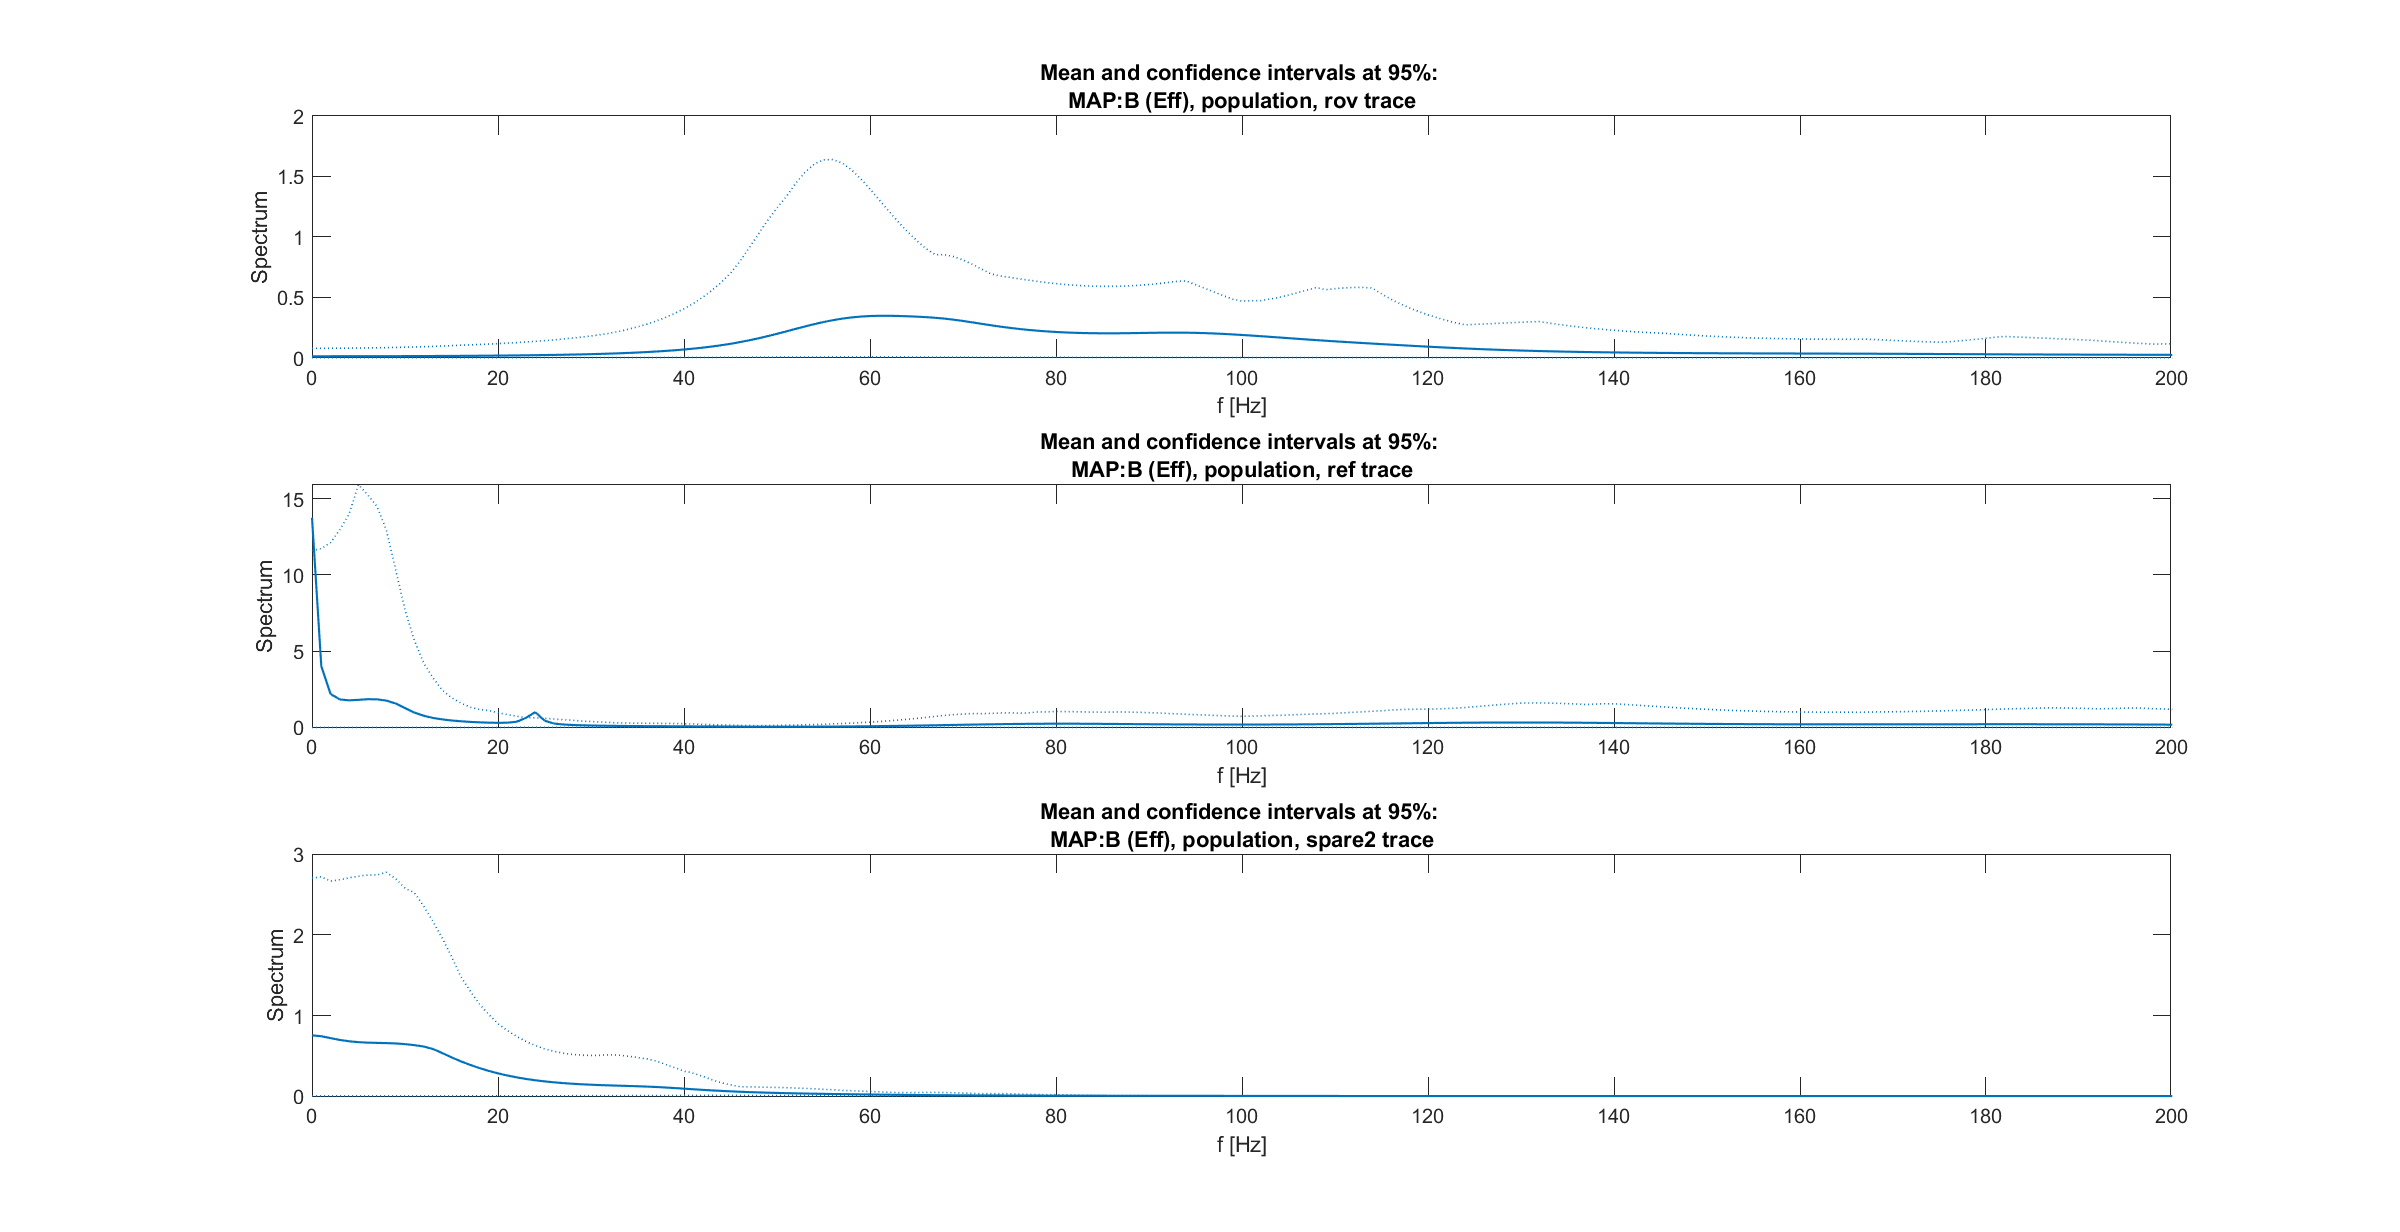 Mean and confidence intervals at 95%:
MAP:B (Eff), population, rov trace
2
1.5
1
0.5
0
Spectrum
0 20 40 60 80 100 120 140 160 180 200
f [Hz]
Mean and confidence intervals at 95%:
MAP:B (Eff), population, ref trace
15
10
5
0
Spectrum
0 20 40 60 80 100 120 140 160 180 200
f [Hz]
Mean and confidence intervals at 95%:
MAP:B (Eff), population, spare2 trace
3
2
1
0
Spectrum
0 20 40 60 80 100 120 140 160 180 200
f [Hz]